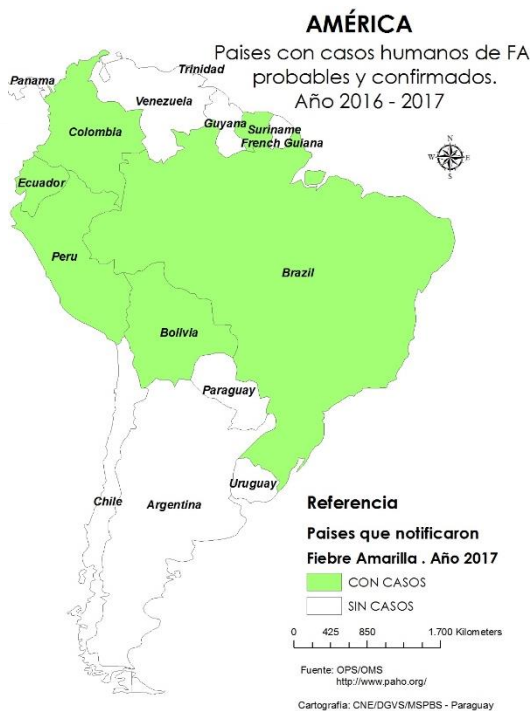 AMÉRICA
Paises con casos humanos de FA
probables y confirmados.
Año 2016 - 2017
Panama
Trinidad
Venezuela
Guyana
Suriname
French Guiana
Colombia
N
W E
S
Ecuador
Peru
Brazil
Bolivia
Paraguay
Uruguay
Chile
Argentina
Referencia
Paises que notificaron
Fiebre Amarilla . Año 2017
CON CASOS
SIN CASOS
0 425 850 1.700 Kilometers
Fuente: OPS/OMS
http://www.paho.org/
Cartografía: CNE/DGVS/MSPBS - Paraguay